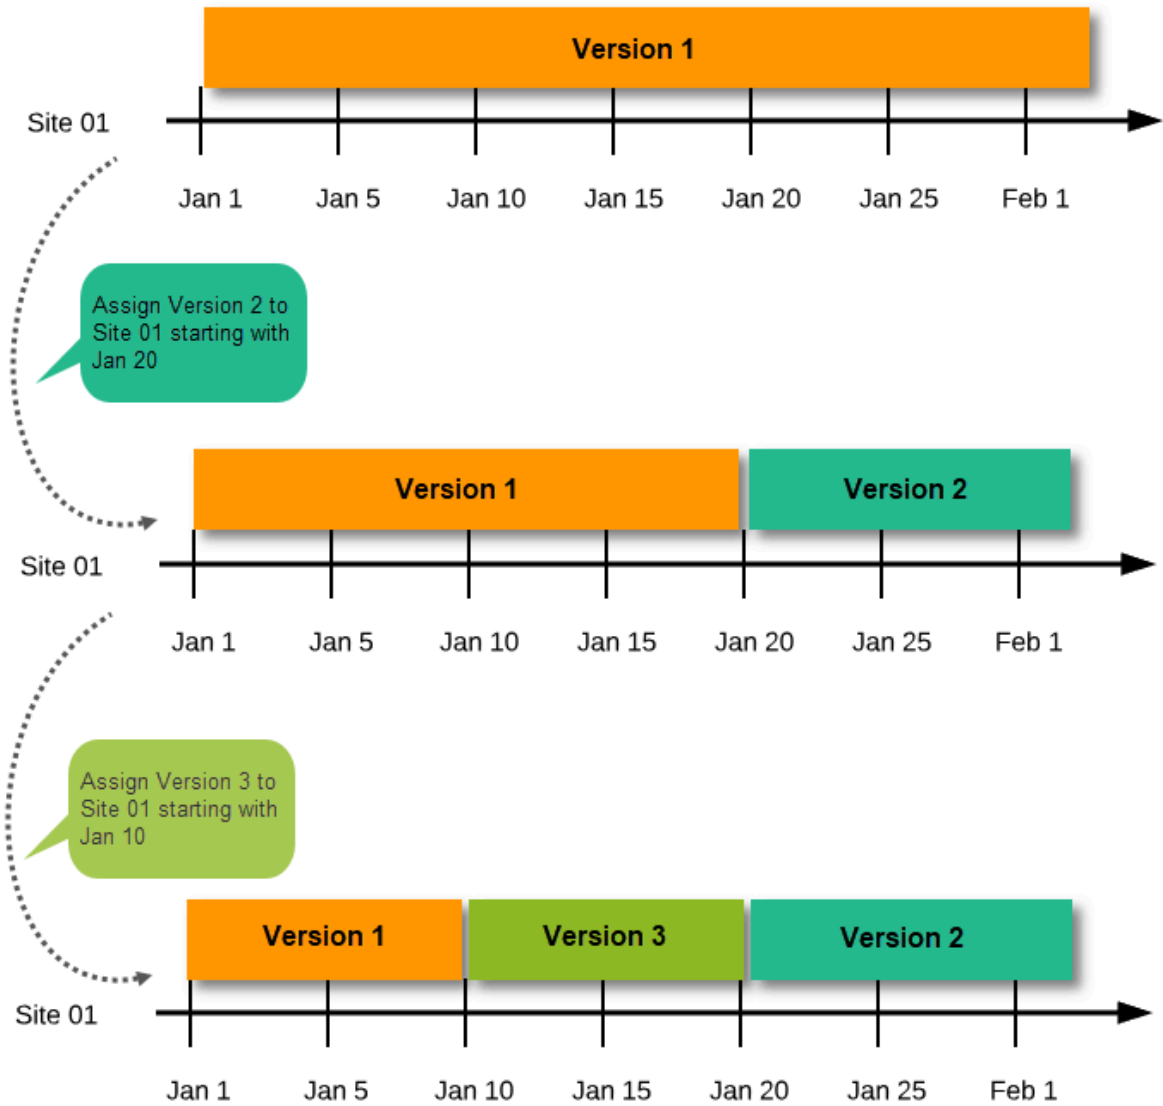 Version 1
Site 01
Jan 1 Jan 5 Jan 10 Jan 15 Jan 20 Jan 25 Feb 1
Assign Version 2 to
Site 01 starting with
Jan 20
Version 1 Version 2
Site 01
Jan 1 Jan 5 Jan 10 Jan 15 Jan 20 Jan 25 Feb 1
Assign Version 3 to
Site 01 starting with
Jan 10
Version 1 Version 3 Version 2
Site 01
Jan 1 Jan 5 Jan 10 Jan 15 Jan 20 Jan 25 Feb 1